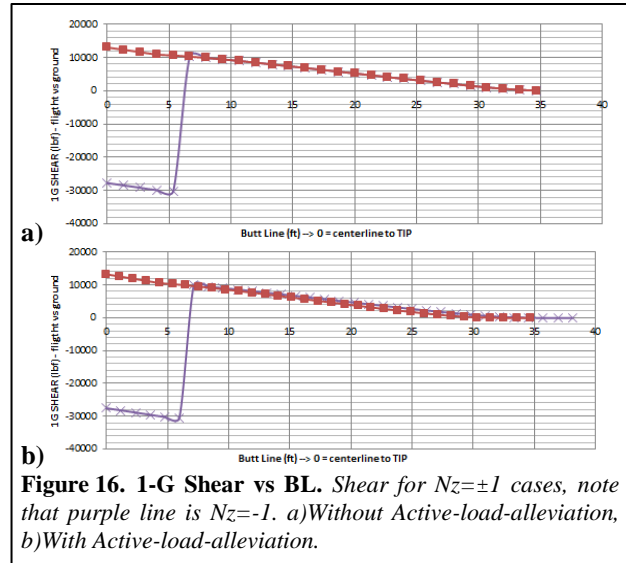 20000
10000
0
-10000
-20000
-30000
-40000
0 5 10 15 20 25 30 35 40
1G SHEAR (lbf) - fligtht vs ground
Butt Line (ft) --> 0 = centerline to TIP
a)
20000
10000
0
-10000
-20000
-30000
-40000
0 5 10 15 20 25 30 35 40
1G SHEAR (lbf) - fligtht vs ground
Butt Line (ft) --> 0 = centerline to TIP
b)
Figure 16. 1-G Shear vs BL. Shear for Nz=±1 cases, note
that purple line is Nz=-1. a)Without Active-load-alleviation,
b)With Active-load-alleviation.